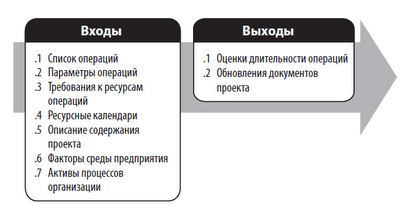 Входы
.1 Список операций
.2 Параметры операций
.3 Требования к ресурсам
операций
.4 Ресурсные календари
.5 Описание содержания
проекта
.6 Факторы среды предприятия
.7 Активы процессов
организации
Выходы
.1 Оценки длительности операций
.2 Обновления документов
проекта